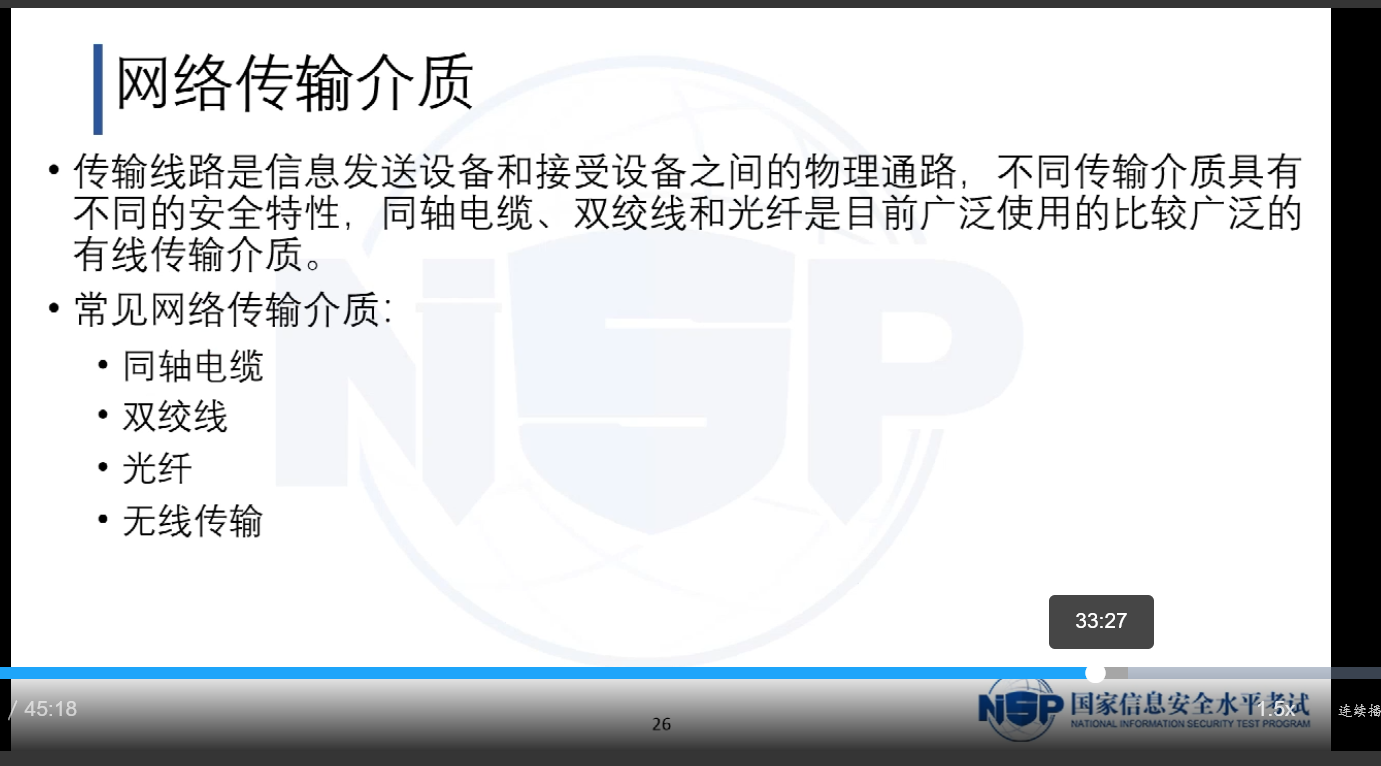 网络传输介质
• 传输线路是信息发送设备和接受设备之间的物理通路，不同传输介质具有
不同的安全特性，同轴电缆、双绞线和光纤是目前广泛使用的比较广泛的
有线传输介质。
• 常见网络传输介质：
• 同轴电缆
• 双绞线
• 光纤
• 无线传输
NSP
33:27
/ 45:18
26
NSP 国家信息安全水平考试
NATIONAL INFORMATION SECURITY TEST PROGRAM
1.5x
连续播